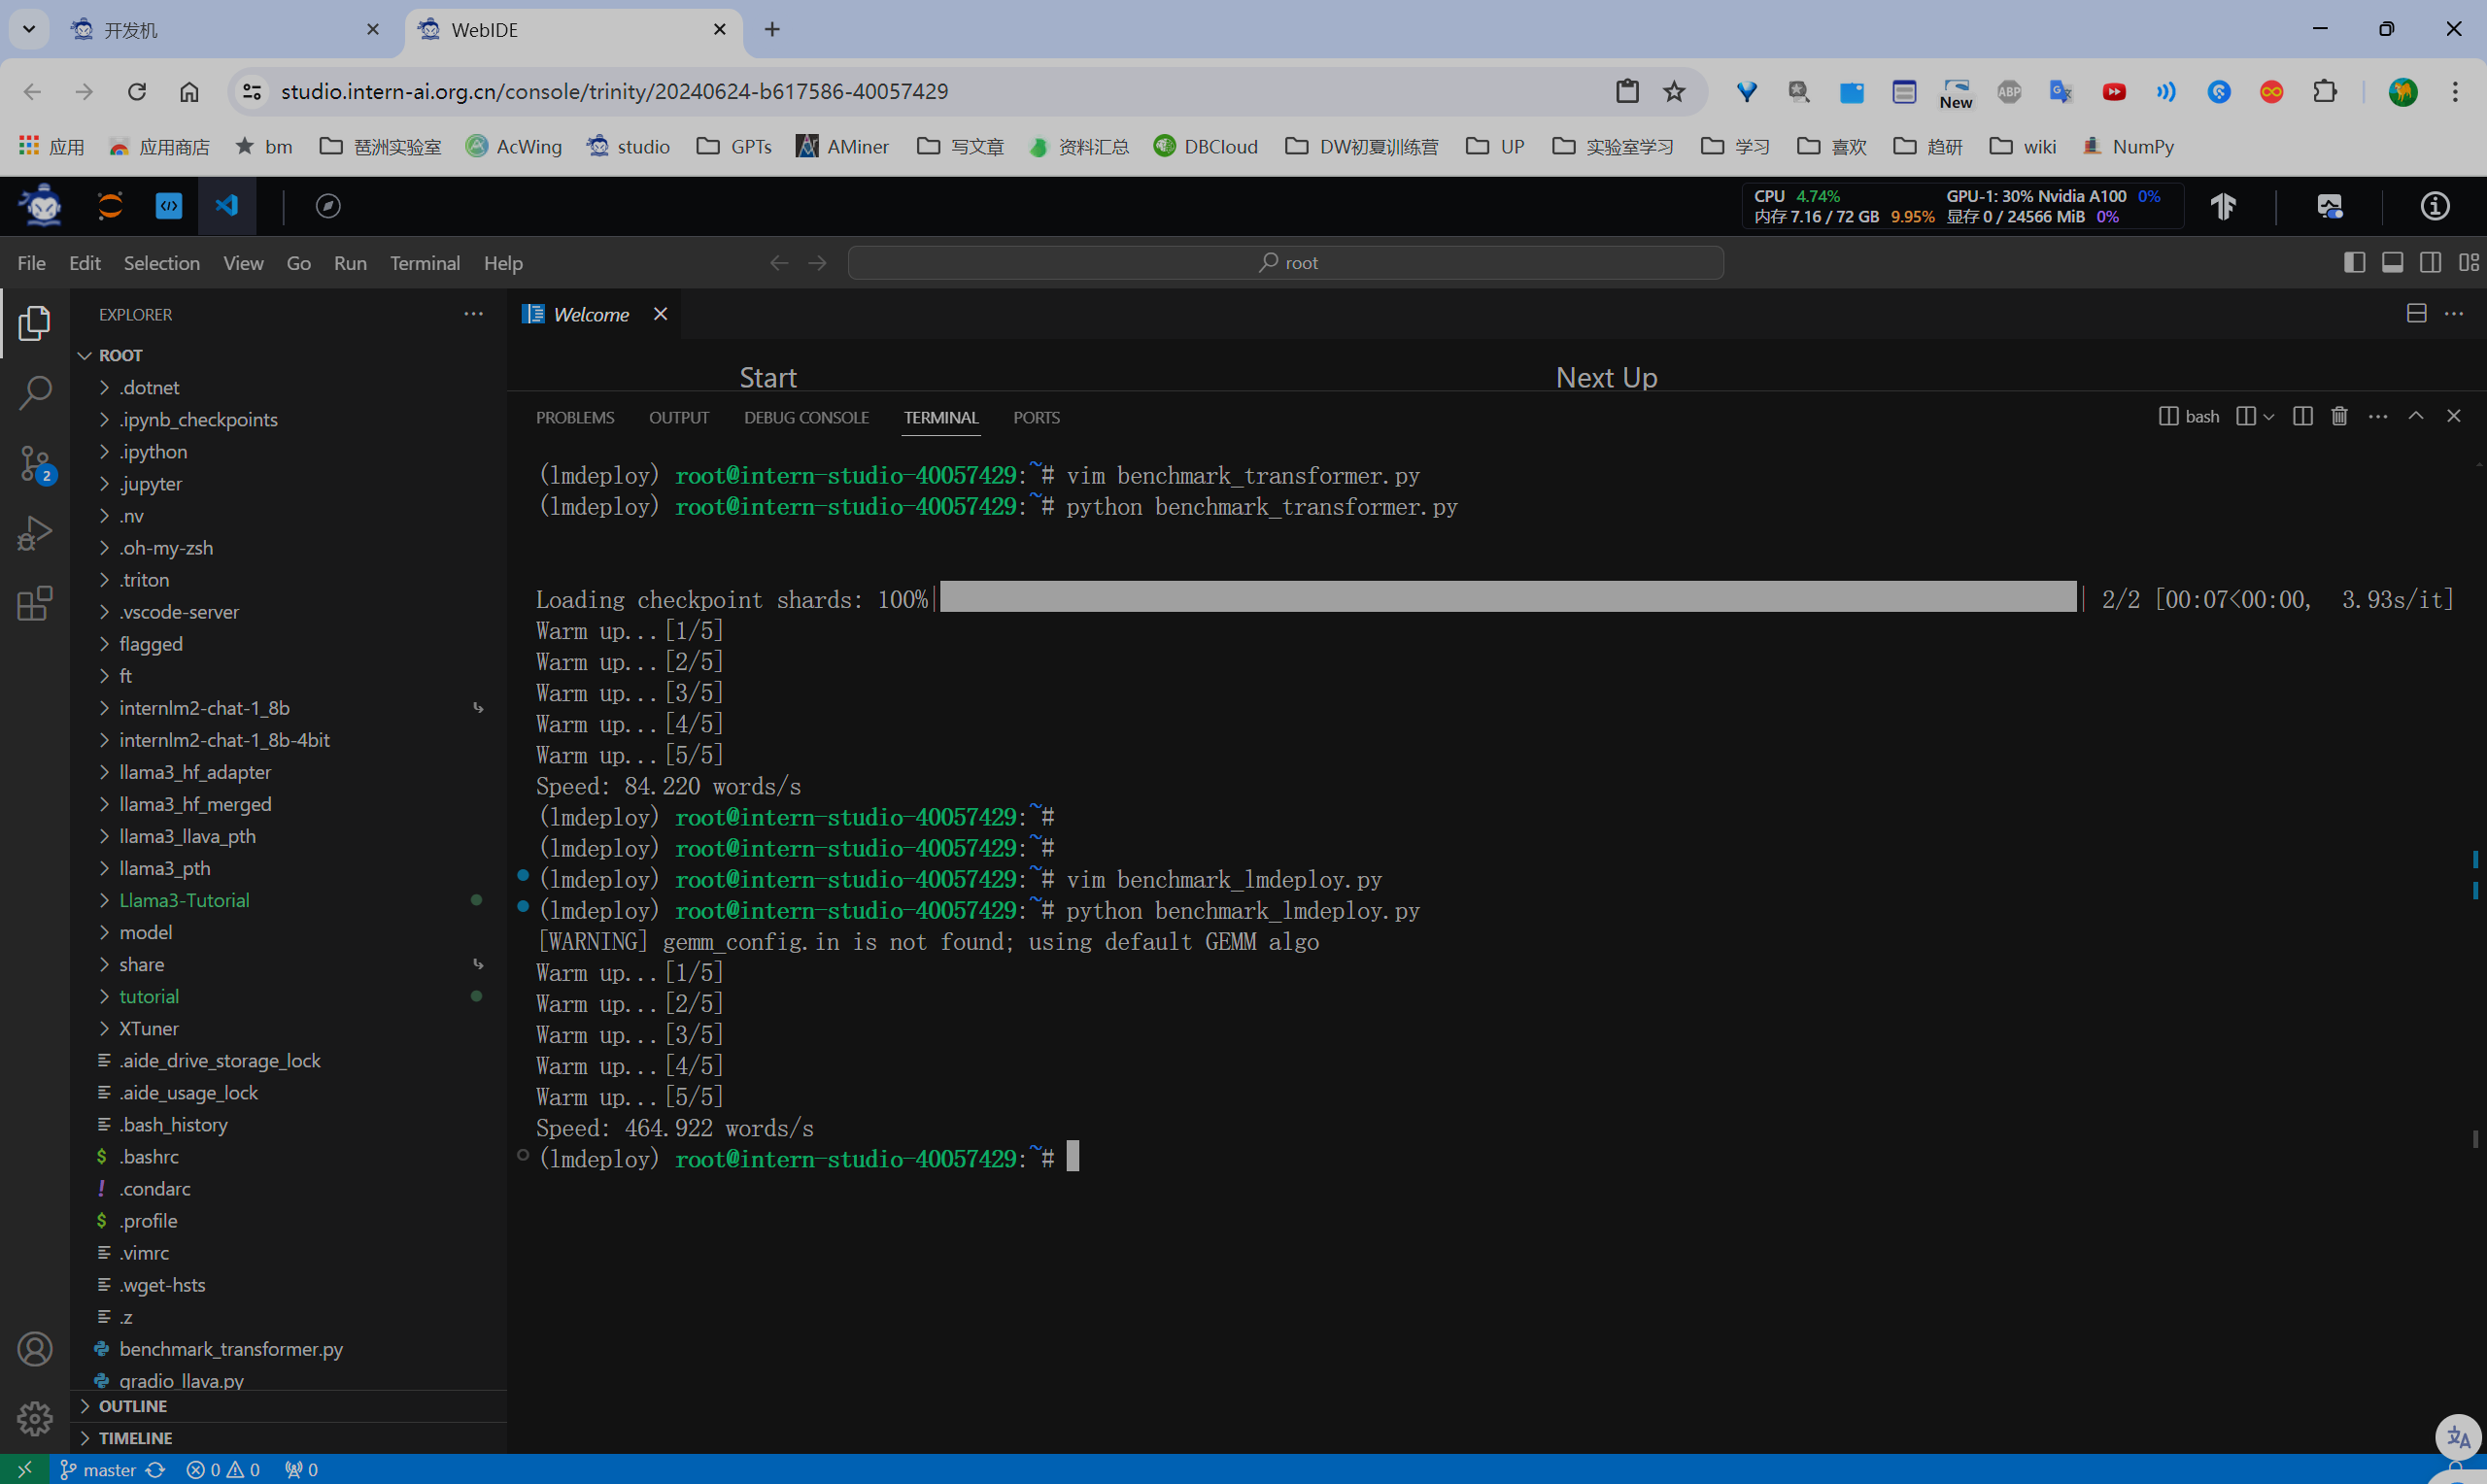 开发机
WebIDE
studio.intern-ai.org.cn/console/trinity/20240624-b617586-40057429
New
ABP
应用
应用商店
bm
琶洲实验室
AcWing
studio
GPTs
AMiner
写文章
资料汇总
DBCloud
DW初夏训练营
UP
实验室学习
学习
喜欢
趋研
wiki
NumPy
CPU 4.74% GPU-1: 30% Nvidia A100 0%
内存 7.16 / 72 GB 9.95% 显存 0 / 24566 MiB 0%
File Edit Selection View Go Run Terminal Help
root
EXPLORER
ROOT
.dotnet
.ipynb_checkpoints
.ipython
.jupyter
.nv
.oh-my-zsh
.triton
.vscode-server
flagged
ft
internlm2-chat-1_8b
internlm2-chat-1_8b-4bit
llama3_hf_adapter
llama3_hf_merged
llama3_llava_pth
llama3_pth
Llama3-Tutorial
model
share
tutorial
XTuner
.aide_drive_storage_lock
.aide_usage_lock
.bash_history
.bashrc
.condarc
.profile
.vimrc
.wget-hsts
.z
benchmark_transformer.py
gradio_llava.py
OUTLINE
TIMELINE
2
Welcome
Start
Next Up
PROBLEMS OUTPUT DEBUG CONSOLE TERMINAL PORTS
bash
(lmdeploy) root@intern-studio-40057429:~# vim benchmark_transformer.py
(lmdeploy) root@intern-studio-40057429:~# python benchmark_transformer.py
Loading checkpoint shards: 100%| | 2/2 [00:07<00:00, 3.93s/it]
Warm up...[1/5]
Warm up...[2/5]
Warm up...[3/5]
Warm up...[4/5]
Warm up...[5/5]
Speed: 84.220 words/s
(lmdeploy) root@intern-studio-40057429:~#
(lmdeploy) root@intern-studio-40057429:~#
(lmdeploy) root@intern-studio-40057429:~# vim benchmark_lmdeploy.py
(lmdeploy) root@intern-studio-40057429:~# python benchmark_lmdeploy.py
[WARNING] gemm_config.in is not found; using default GEMM algo
Warm up...[1/5]
Warm up...[2/5]
Warm up...[3/5]
Warm up...[4/5]
Warm up...[5/5]
Speed: 464.922 words/s
(lmdeploy) root@intern-studio-40057429:~#
master 0 0 0